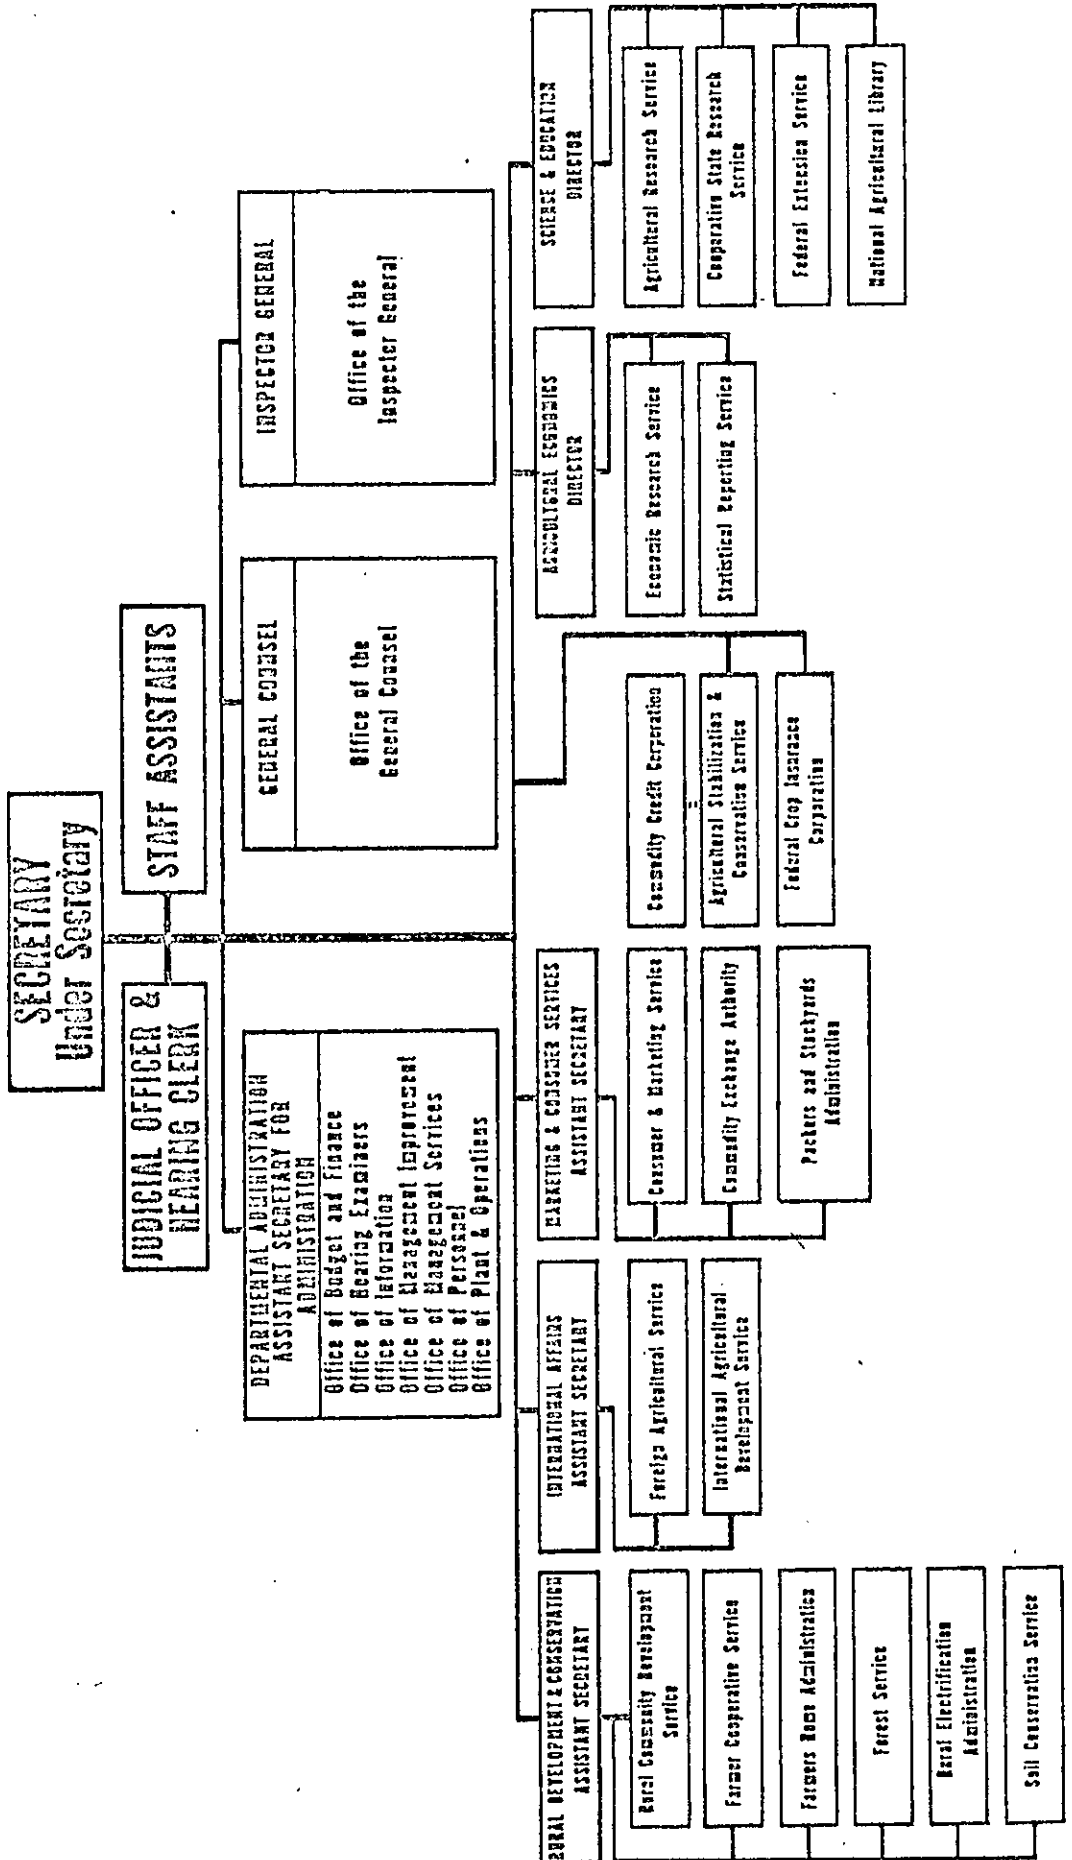 SECRETARY
Under Secretary
JUDICIAL OFFICER &
HEARING CLERK
STAFF ASSISTANTS
DEPARTMENTAL ADMINISTRATION
ASSISTANT SECRETARY FOR
ADMINISTRATION
Office of Budget and Finance
Office of Hearing Examiners
Office of Information
Office of Management Improvement
Office of Management Services
Office of Personnel
Office of Plant & Operations
GENERAL COUNSEL
Office of the
General Counsel
INSPECTOR GENERAL
Office of the
Inspector General
RURAL DEVELOPMENT & CONSERVATION
ASSISTANT SECRETARY
Rural Community Development
Service
Farmer Cooperative Service
Farmers Home Administration
Forest Service
Rural Electrification
Administration
Soil Conservation Service
INTERNATIONAL AFFAIRS
ASSISTANT SECRETARY
Foreign Agricultural Service
International Agricultural
Development Service
MARKETING & CONSUMER SERVICES
ASSISTANT SECRETARY
Consumer & Marketing Service
Commodity Exchange Authority
Packers and Stockyards
Administration
Commodity Credit Corporation
Agricultural Stabilization &
Conservation Service
Federal Crop Insurance
Corporation
AGRICULTURAL ECONOMICS
DIRECTOR
Economic Research Service
Statistical Reporting Service
SCIENCE & EDUCATION
DIRECTOR
Agricultural Research Service
Cooperative State Research
Service
Federal Extension Service
National Agricultural Library